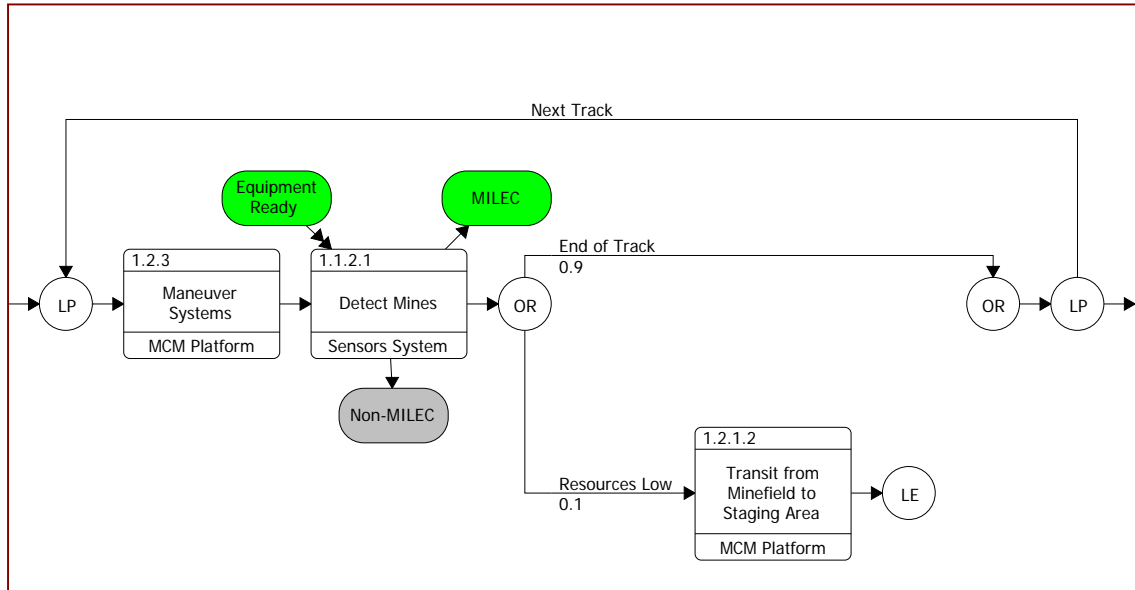 Next Track
Equipment
Ready
MILEC
End of Track
0.9
LP
1.2.3
Maneuver
Systems
MCM Platform
1.1.2.1
Detect Mines
Sensors System
OR
OR
LP
Non-MILEC
Resources Low
0.1
1.2.1.2
Transit from
Minefield to
Staging Area
MCM Platform
LE